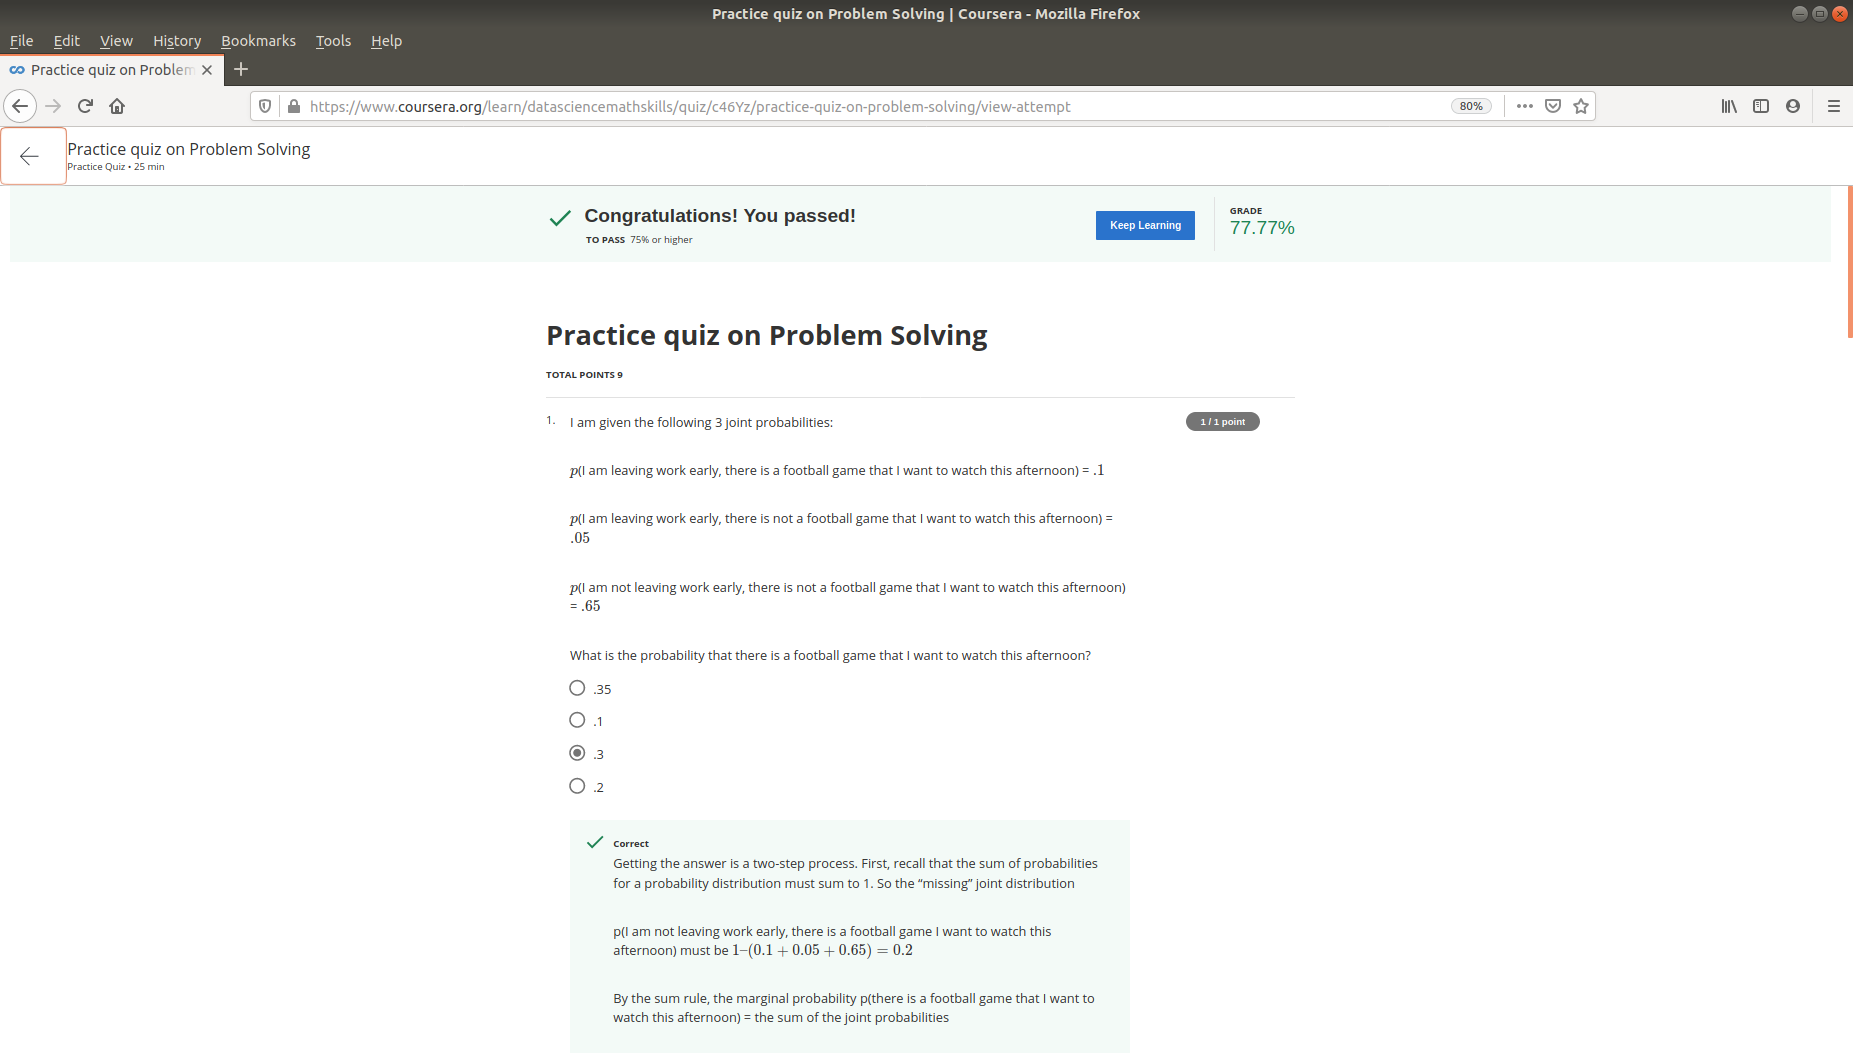 Practice quiz on Problem Solving | Coursera - Mozilla Firefox
File Edit View History Bookmarks Tools Help
Practice quiz on Problem
https://www.coursera.org/learn/datasciencemathskills/quiz/c46Yz/practice-quiz-on-problem-solving/view-attempt
80%
Practice quiz on Problem Solving
Practice Quiz • 25 min
Congratulations! You passed!
TO PASS 75% or higher
Keep Learning
GRADE
77.77%
Practice quiz on Problem Solving
TOTAL POINTS 9
1. I am given the following 3 joint probabilities:
1 / 1 point
p(I am leaving work early, there is a football game that I want to watch this afternoon) = .1
p(I am leaving work early, there is not a football game that I want to watch this afternoon) =
.05
p(I am not leaving work early, there is not a football game that I want to watch this afternoon)
= .65
What is the probability that there is a football game that I want to watch this afternoon?
.35
.1
.3
.2
Correct
Getting the answer is a two-step process. First, recall that the sum of probabilities
for a probability distribution must sum to 1. So the “missing” joint distribution
p(I am not leaving work early, there is a football game I want to watch this
afternoon) must be 1–(0.1 + 0.05 + 0.65) = 0.2
By the sum rule, the marginal probability p(there is a football game that I want to
watch this afternoon) = the sum of the joint probabilities